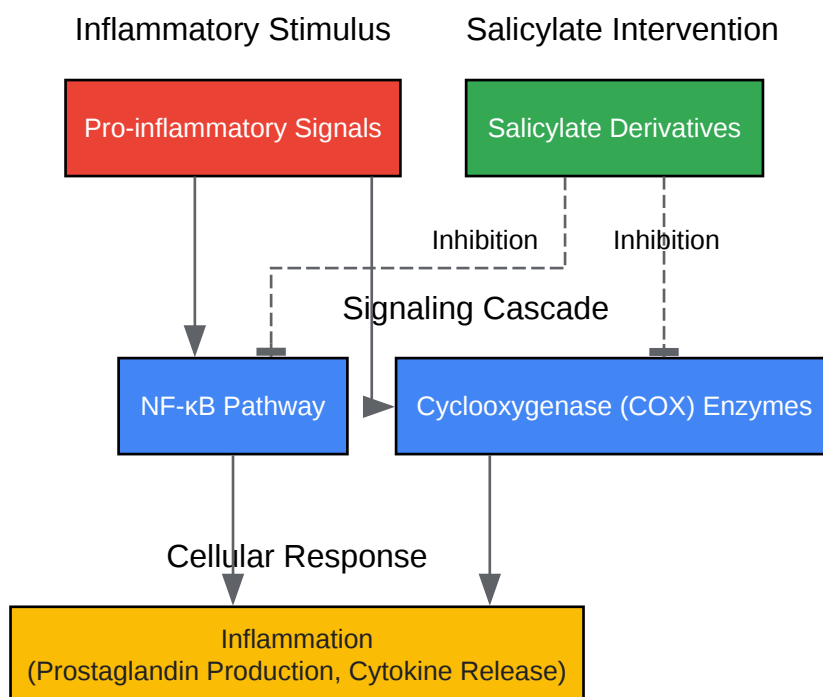 Inflammatory Stimulus
Salicylate Intervention
Pro-inflammatory Signals
Salicylate Derivatives
Inhibition
Inhibition
Signaling Cascade
NF-κB Pathway
Cyclooxygenase (COX) Enzymes
Cellular Response
Inflammation
(Prostaglandin Production, Cytokine Release)